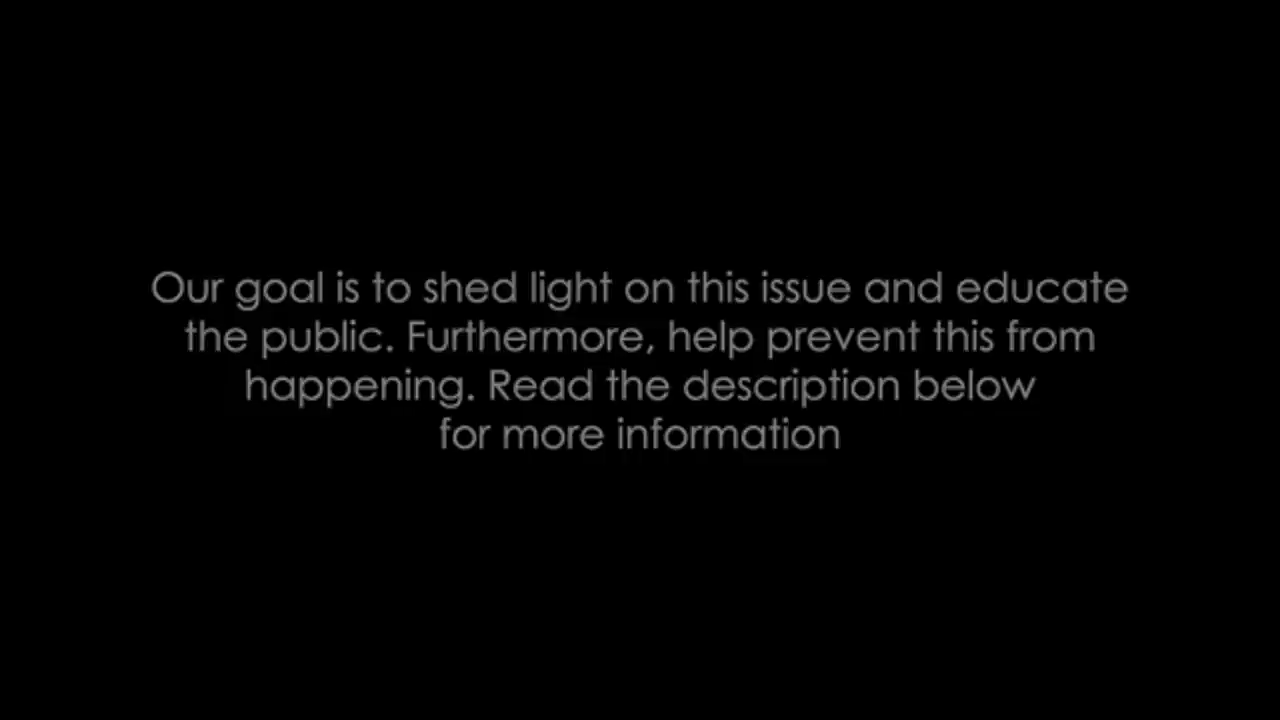 Our goal is to shed light on this issue and educate
the public. Furthermore, help prevent this from
happening. Read the description below
for more information